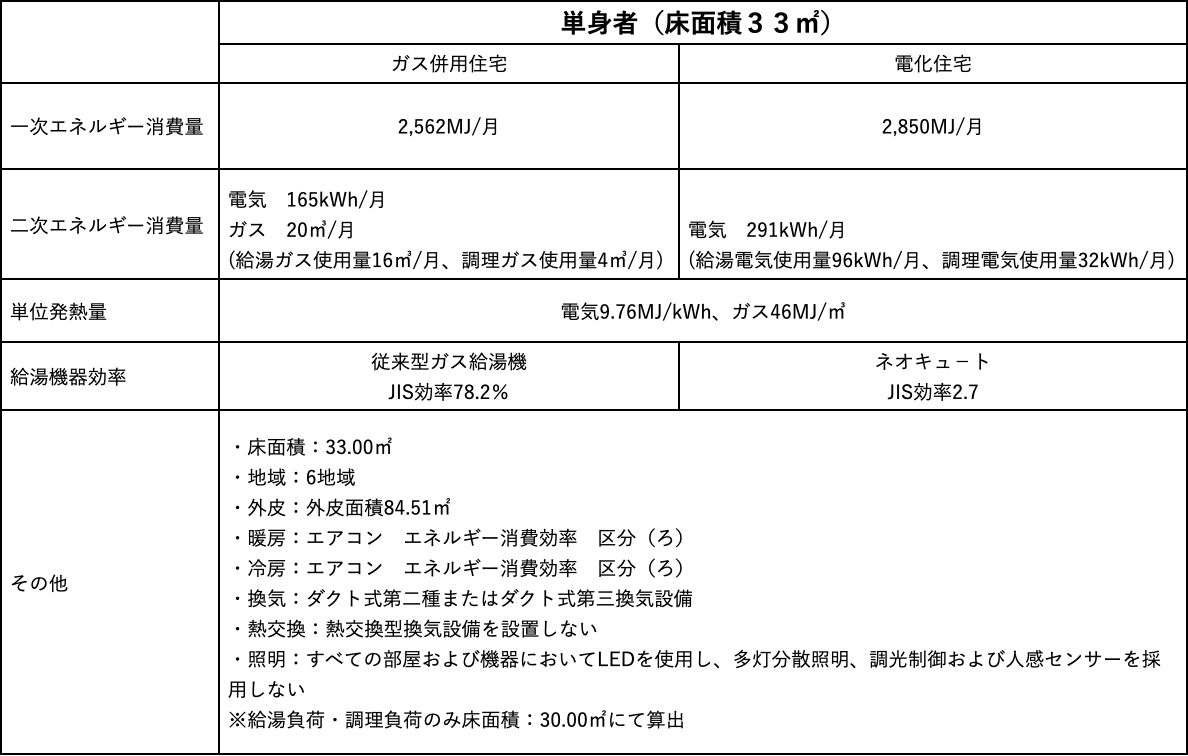 単身者（床面積３３㎡）
ガス併用住宅
電化住宅
一次エネルギー消費量
2,562MJ/月
2,850MJ/月
二次エネルギー消費量
電気　165kWh/月
ガス　20㎥/月
(給湯ガス使用量16㎥/月、調理ガス使用量4㎥/月)
電気　291kWh/月
(給湯電気使用量96kWh/月、調理電気使用量32kWh/月)
単位発熱量
電気9.76MJ/kWh、ガス46MJ/㎥
給湯機器効率
従来型ガス給湯機
JIS効率78.2%
ネオキュ－ト
JIS効率2.7
その他
・床面積：33.00㎡
・地域：6地域
・外皮：外皮面積84.51㎡
・暖房：エアコン　エネルギー消費効率　区分（ろ）
・冷房：エアコン　エネルギー消費効率　区分（ろ）
・換気：ダクト式第二種またはダクト式第三換気設備
・熱交換：熱交換型換気設備を設置しない
・照明：すべての部屋および機器においてLEDを使用し、多灯分散照明、調光制御および人感センサーを採
用しない
※給湯負荷・調理負荷のみ床面積：30.00㎡にて算出